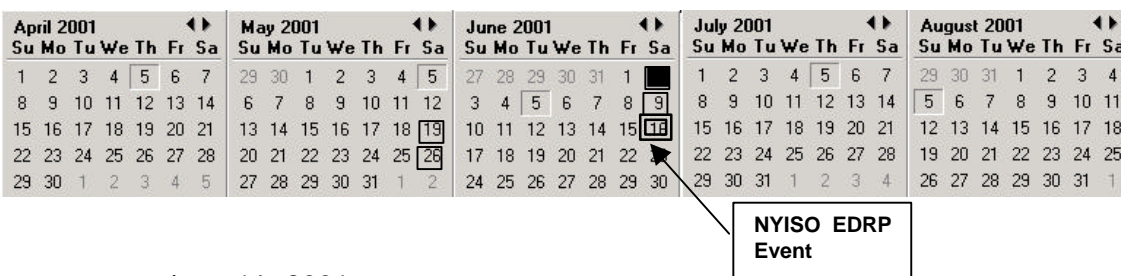 April 2001
Su Mo Tu We Th Fr Sa
1 2 3 4 5 6 7
8 9 10 11 12 13 14
15 16 17 18 19 20 21
22 23 24 25 26 27 28
29 30 1 2 3 4 5
May 2001
Su Mo Tu We Th Fr Sa
29 30 1 2 3 4 5
6 7 8 9 10 11 12
13 14 15 16 17 18 19
20 21 22 23 24 25 26
27 28 29 30 31 1 2
June 2001
Su Mo Tu We Th Fr Sa
27 28 29 30 31 1
3 4 5 6 7 8 9
10 11 12 13 14 15 16
17 18 19 20 21 22
24 25 26 27 28 29 30
July 2001
Su Mo Tu We Th Fr Sa
1 2 3 4 5 6 7
8 9 10 11 12 13 14
15 16 17 18 19 20 21
22 23 24 25 26 27 28
29 30 31 1 2 3 4
August 2001
Su Mo Tu We Th Fr Sa
29 30 31 1 2 3 4
5 6 7 8 9 10 11
12 13 14 15 16 17 18
19 20 21 22 23 24 25
26 27 28 29 30 31 1
NYISO EDRP
Event